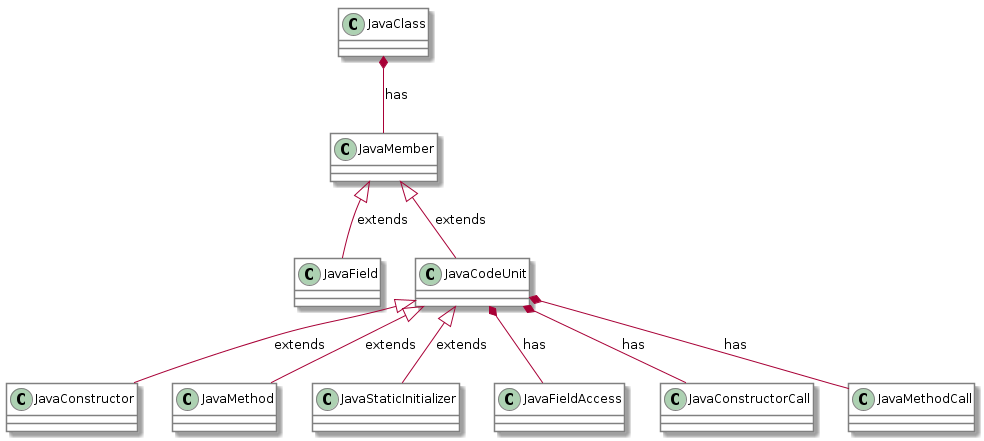 C JavaClass
has
C JavaMember
extends
extends
C JavaField
C JavaCodeUnit
extends
extends
extends
has
has
has
C JavaConstructor
C JavaMethod
C JavaStaticInitializer
C JavaFieldAccess
C JavaConstructorCall
C JavaMethodCall